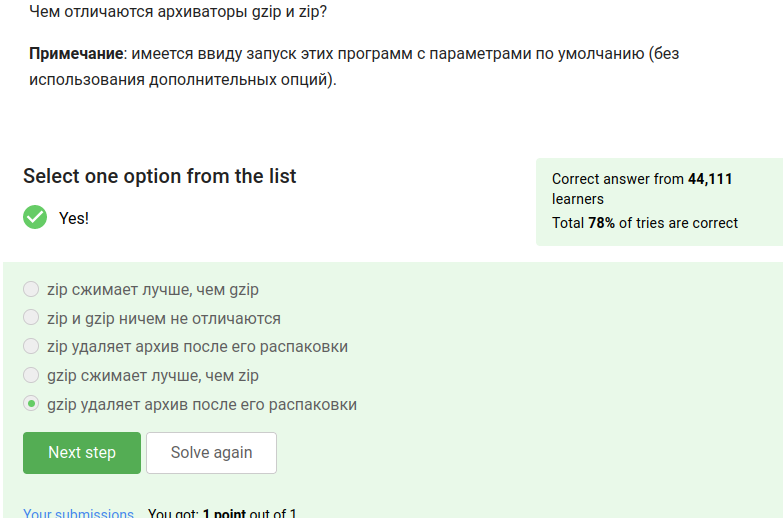 Чем отличаются архиваторы gzip и zip?
Примечание: имеется ввиду запуск этих программ с параметрами по умолчанию (без
использования дополнительных опций).
Select one option from the list
Yes!
Correct answer from 44,111
learners
Total 78% of tries are correct
zip сжимает лучше, чем gzip
zip и gzip ничем не отличаются
zip удаляет архив после его распаковки
gzip сжимает лучше, чем zip
gzip удаляет архив после его распаковки
Next step
Solve again
Your submissions You got: 1 point out of 1